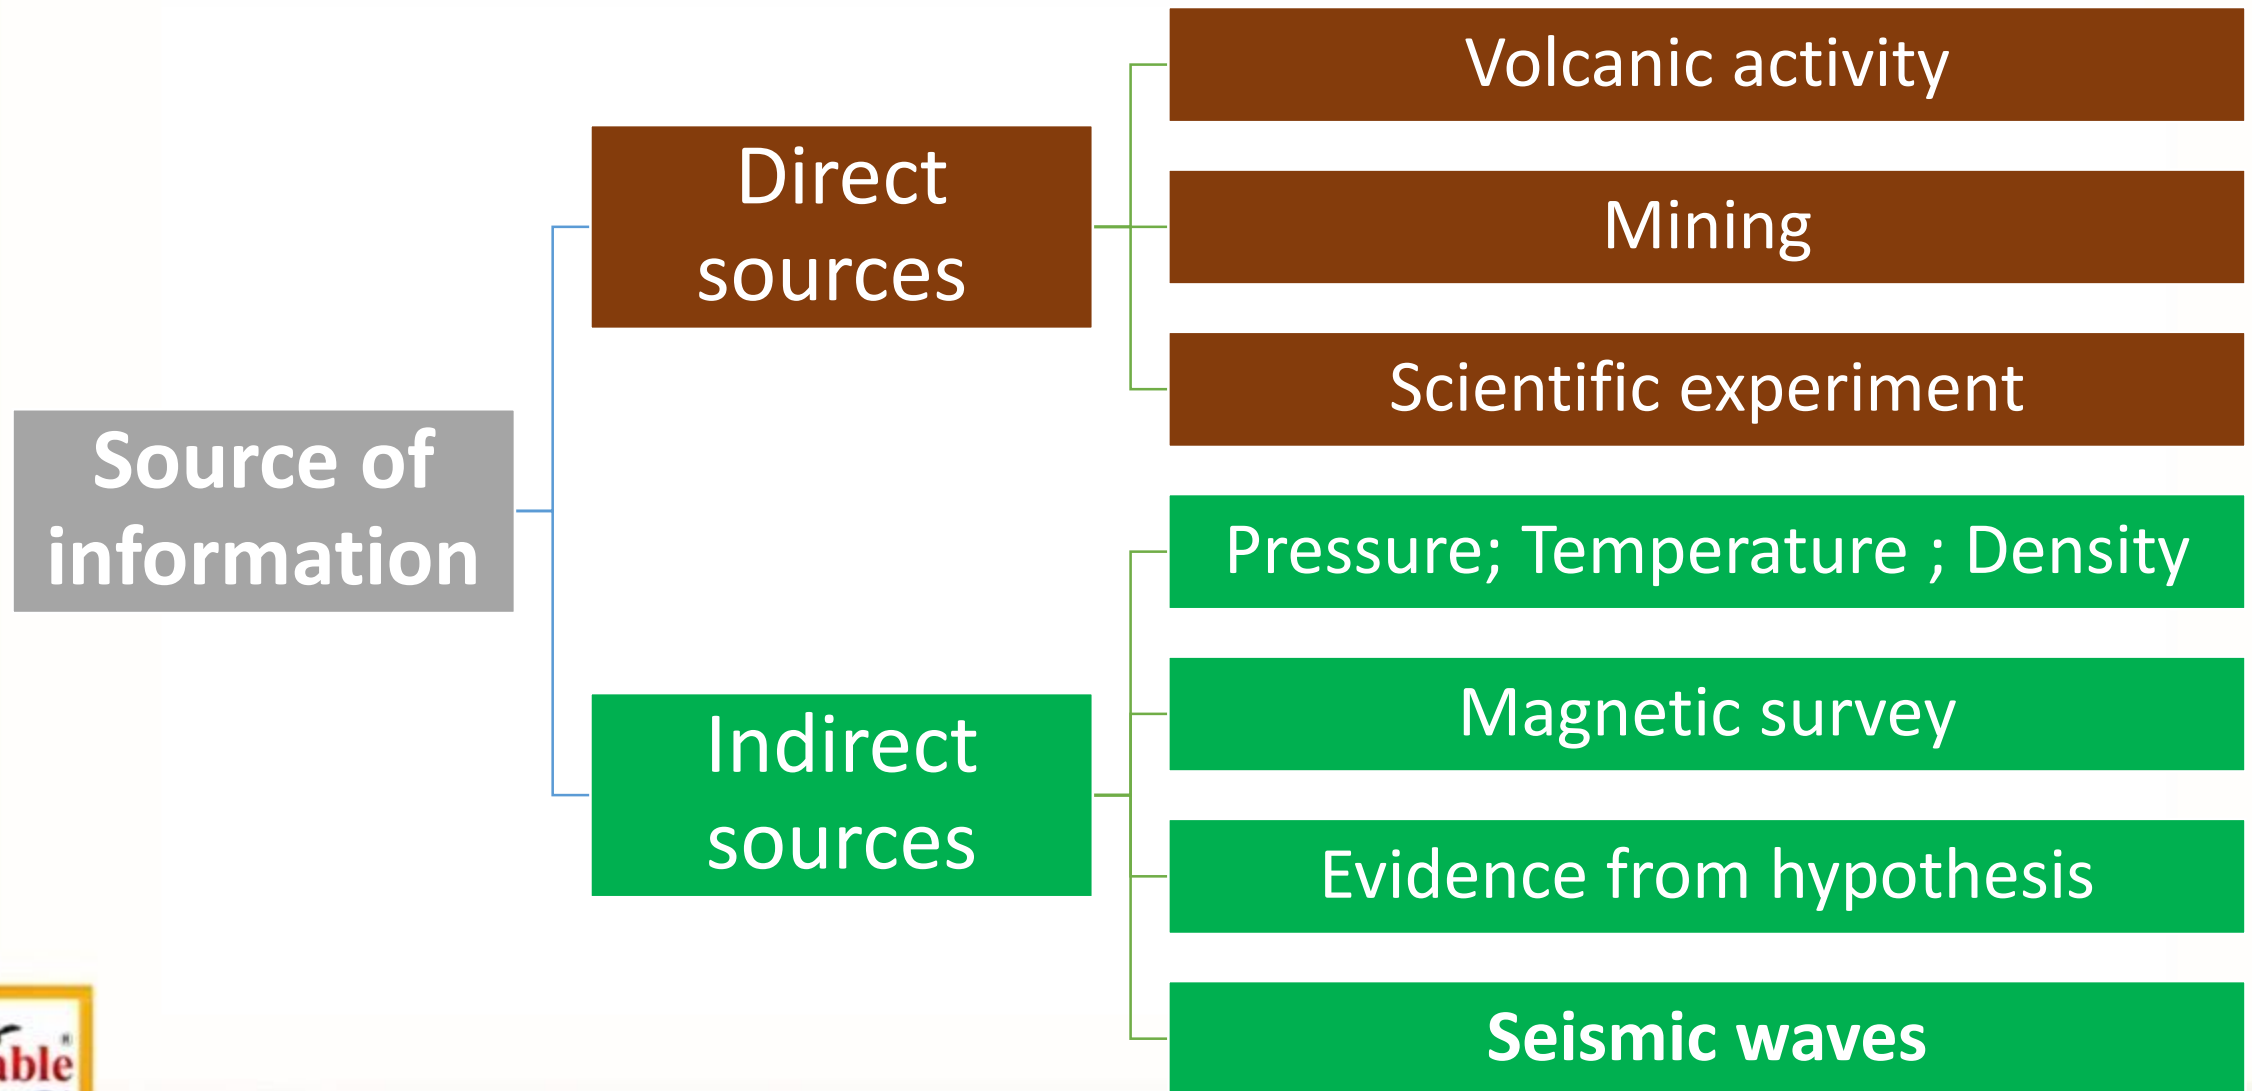 Volcanic activity
Direct
sources
Mining
Scientific experiment
Source of
information
Pressure; Temperature ; Density
Magnetic survey
Indirect
sources
Evidence from hypothesis
Seismic waves